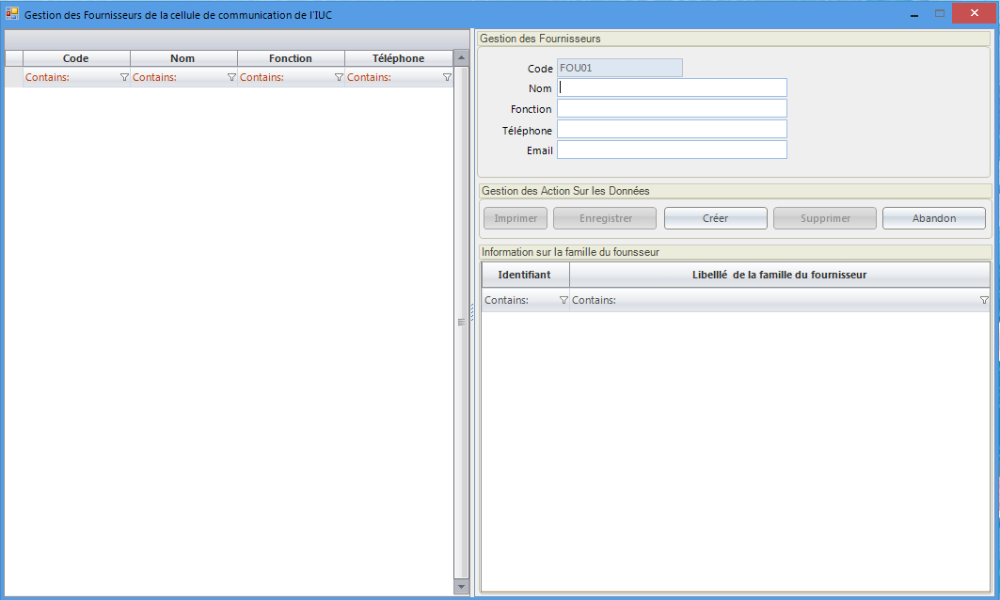 Gestion des Fournisseurs de la cellule de communication de l'IUC
Code Nom Fonction Téléphone
Contains: Contains: Contains: Contains:
Gestion des Fournisseurs
Code FOU01
Nom
Fonction
Téléphone
Email
Gestion des Action Sur les Données
Imprimer Enregistrer Créer Supprimer Abandon
Information sur la famille du founsseur
Identifiant Libelllé de la famille du fournisseur
Contains: Contains: